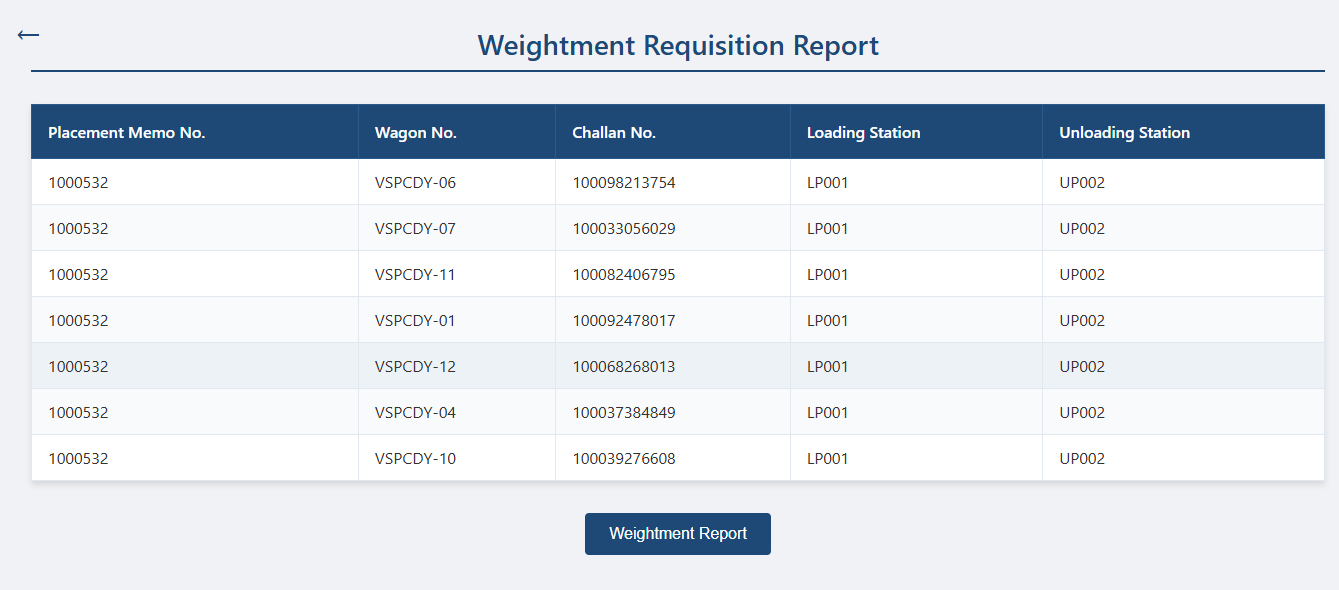 Weightment Requisition Report
Placement Memo No. Wagon No. Challan No. Loading Station Unloading Station
1000532 VSPCDY-06 100098213754 LP001 UP002
1000532 VSPCDY-07 100033056029 LP001 UP002
1000532 VSPCDY-11 100082406795 LP001 UP002
1000532 VSPCDY-01 100092478017 LP001 UP002
1000532 VSPCDY-12 100068268013 LP001 UP002
1000532 VSPCDY-04 100037384849 LP001 UP002
1000532 VSPCDY-10 100039276608 LP001 UP002
Weightment Report